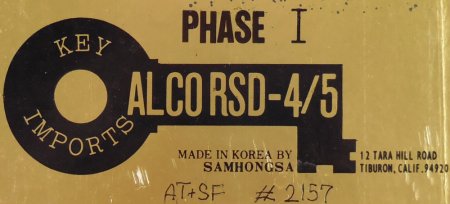 PHASE I
KEY
IMPORTS
ALCO RSD-4/5
MADE IN KOREA BY
SAMHONGSA
12 TARA HILL ROAD
TIBURON, CALIF. 94920
AT+SF # 2157